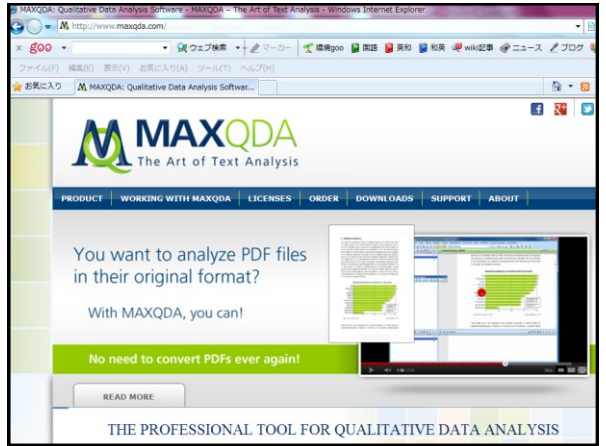 MAXQDA: Qualitative Data Analysis Software - MAXQDA – The Art of Text Analysis - Windows Internet Explorer
http://www.maxqda.com/
x goo ウェブ検索 マーカー 環境goo 国語 英和 和英 wiki記事 ニュース ブログ
ファイル(F) 編集(E) 表示(V) お気に入り(A) ツール(T) ヘルプ(H)
お気に入り MAXQDA: Qualitative Data Analysis Softwar...
MAXQDA
The Art of Text Analysis
PRODUCT WORKING WITH MAXQDA LICENSES ORDER DOWNLOADS SUPPORT ABOUT
You want to analyze PDF files
in their original format?
With MAXQDA, you can!
No need to convert PDFs ever again!
READ MORE
THE PROFESSIONAL TOOL FOR QUALITATIVE DATA ANALYSIS